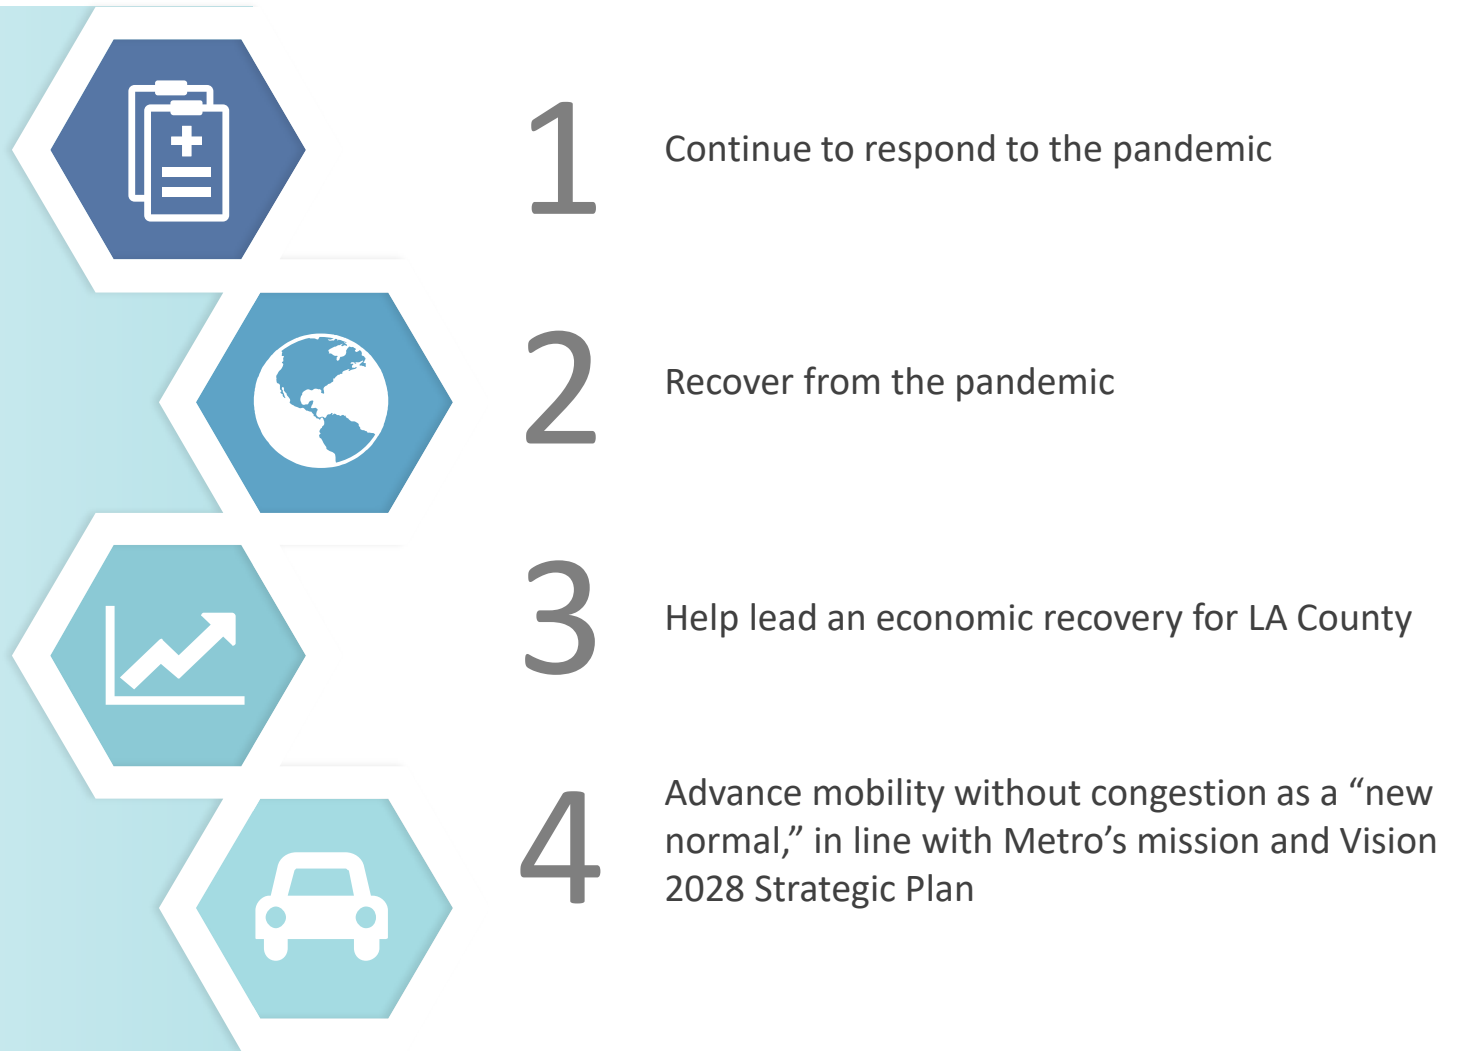 1
Continue to respond to the pandemic
2
Recover from the pandemic
3
Help lead an economic recovery for LA County
4
Advance mobility without congestion as a “new
normal,” in line with Metro’s mission and Vision
2028 Strategic Plan